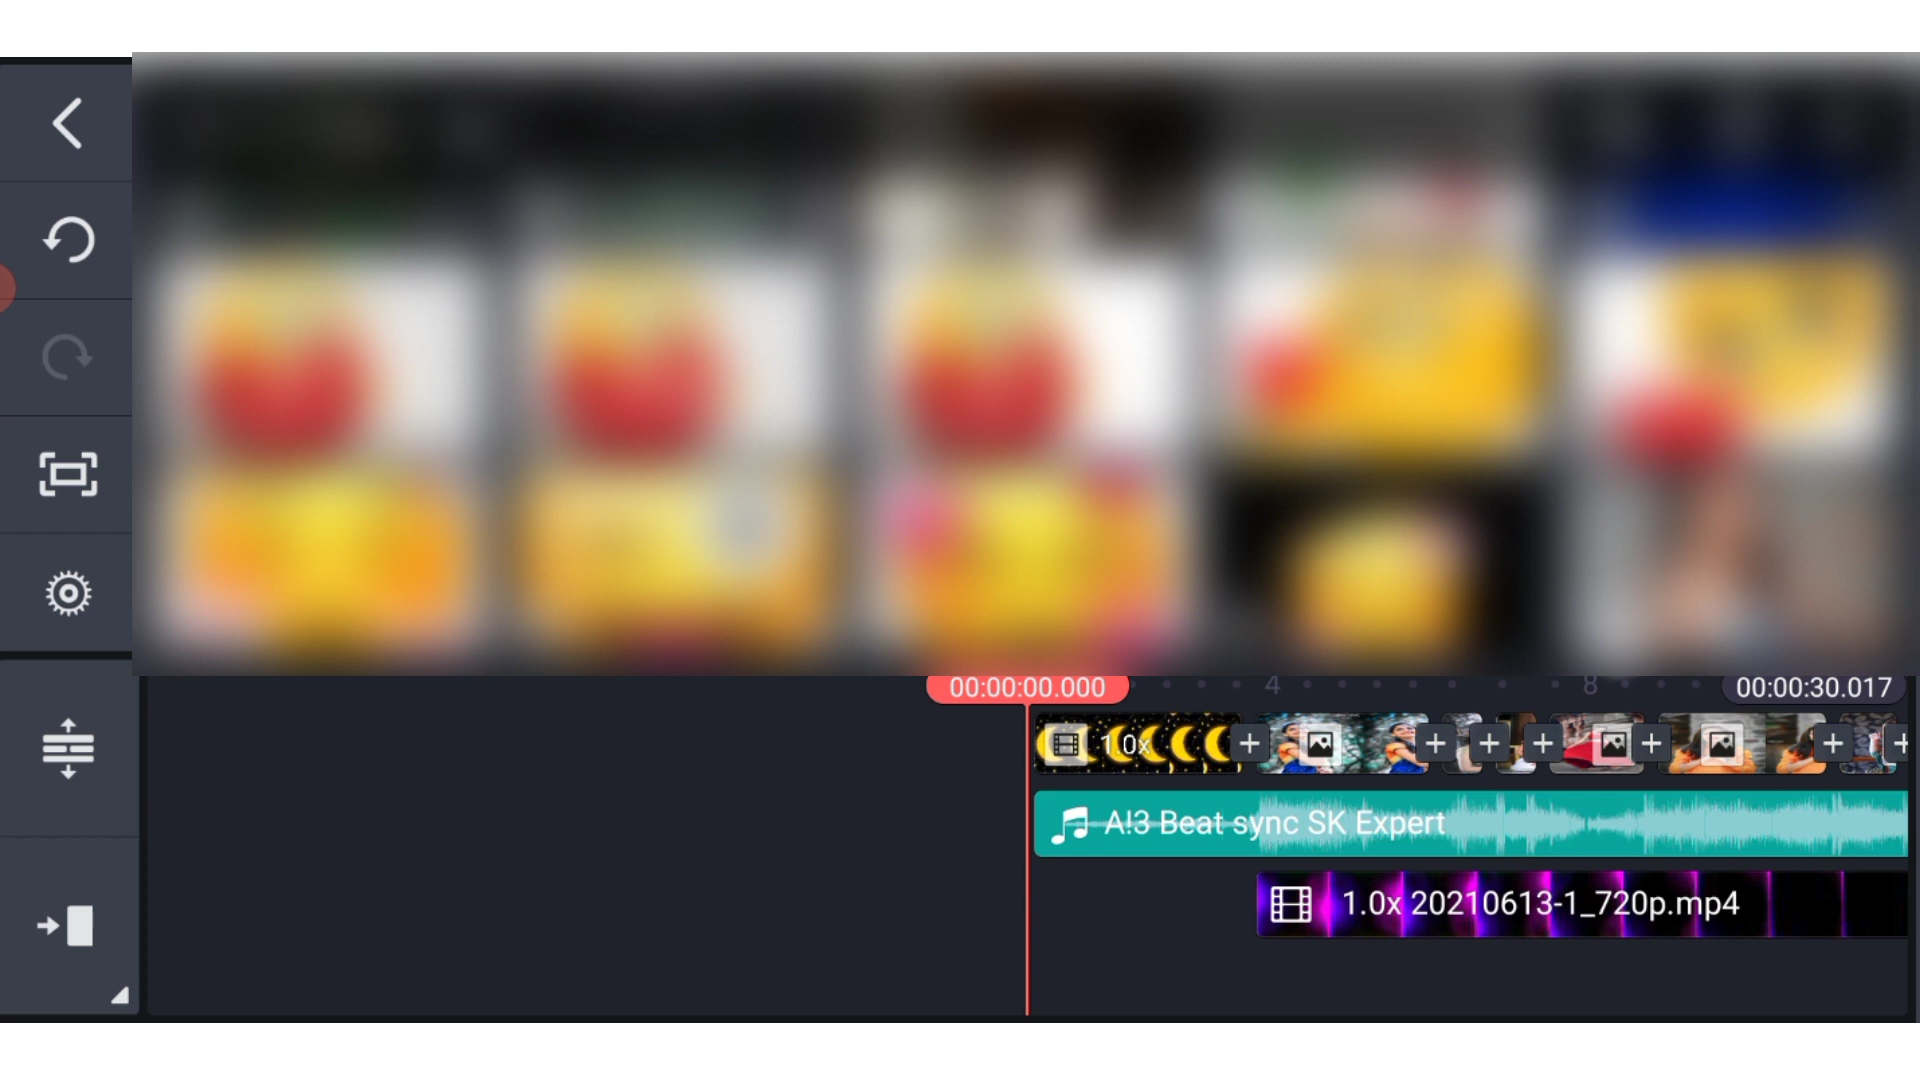 00:00:00.000
4
8
00:00:30.017
1.0x
A!3 Beat sync SK Expert
1.0x 20210613-1_720p.mp4